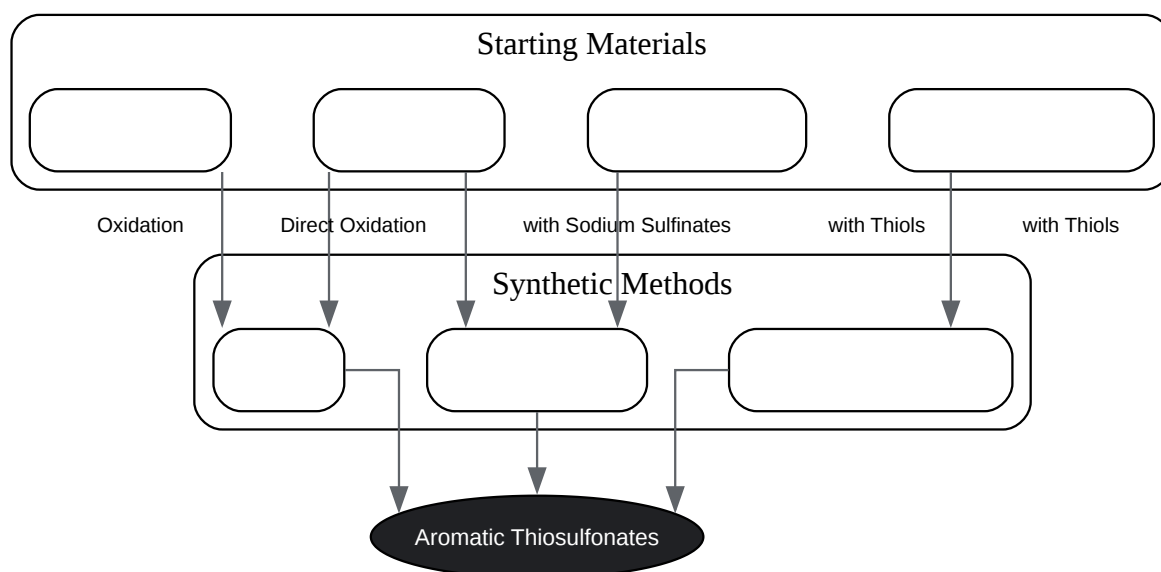 Starting Materials
Oxidation
Direct Oxidation
with Sodium Sulfinates
with Thiols
with Thiols
Synthetic Methods
Aromatic Thiosulfonates